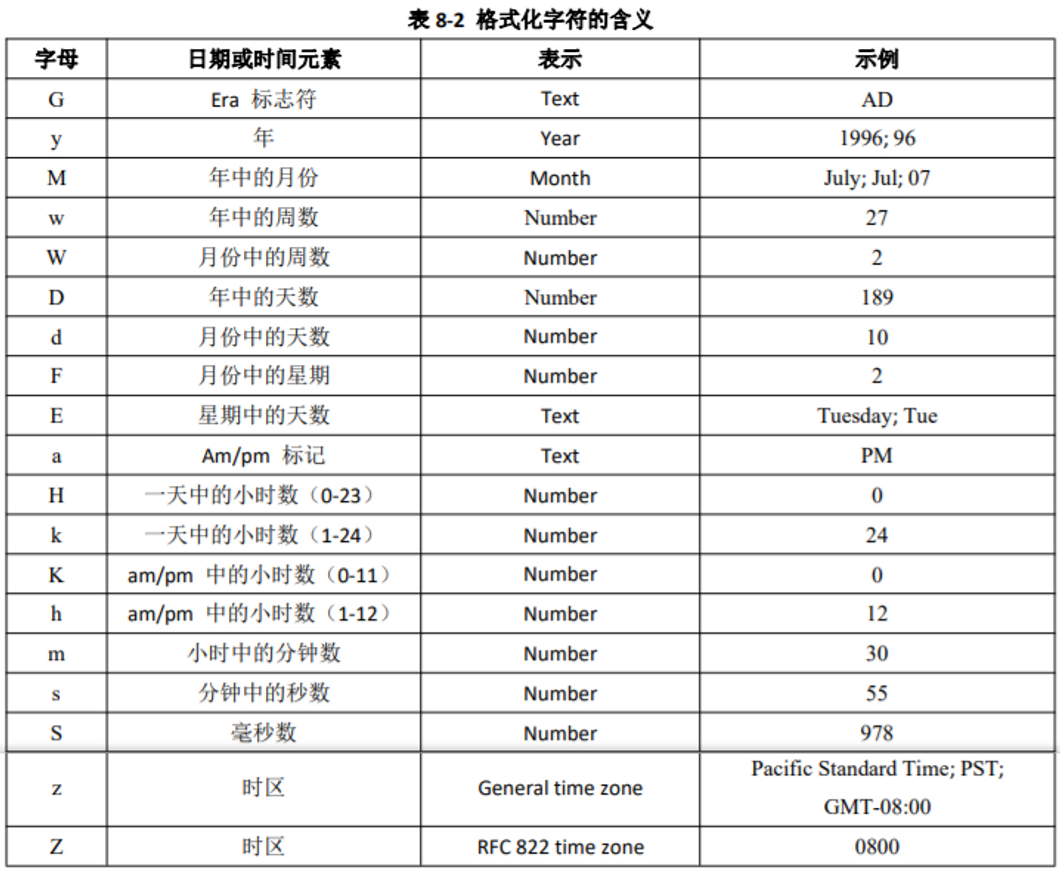 表 8-2 格式化字符的含义
字母 日期或时间元素 表示 示例
G Era 标志符 Text AD
y 年 Year 1996; 96
M 年中的月份 Month July; Jul; 07
w 年中的周数 Number 27
W 月份中的周数 Number 2
D 年中的天数 Number 189
d 月份中的天数 Number 10
F 月份中的星期 Number 2
E 星期中的天数 Text Tuesday; Tue
a Am/pm 标记 Text PM
H 一天中的小时数（0-23） Number 0
k 一天中的小时数（1-24） Number 24
K am/pm 中的小时数（0-11） Number 0
h am/pm 中的小时数（1-12） Number 12
m 小时中的分钟数 Number 30
s 分钟中的秒数 Number 55
S 毫秒数 Number 978
z 时区 General time zone Pacific Standard Time; PST;
GMT-08:00
Z 时区 RFC 822 time zone 0800